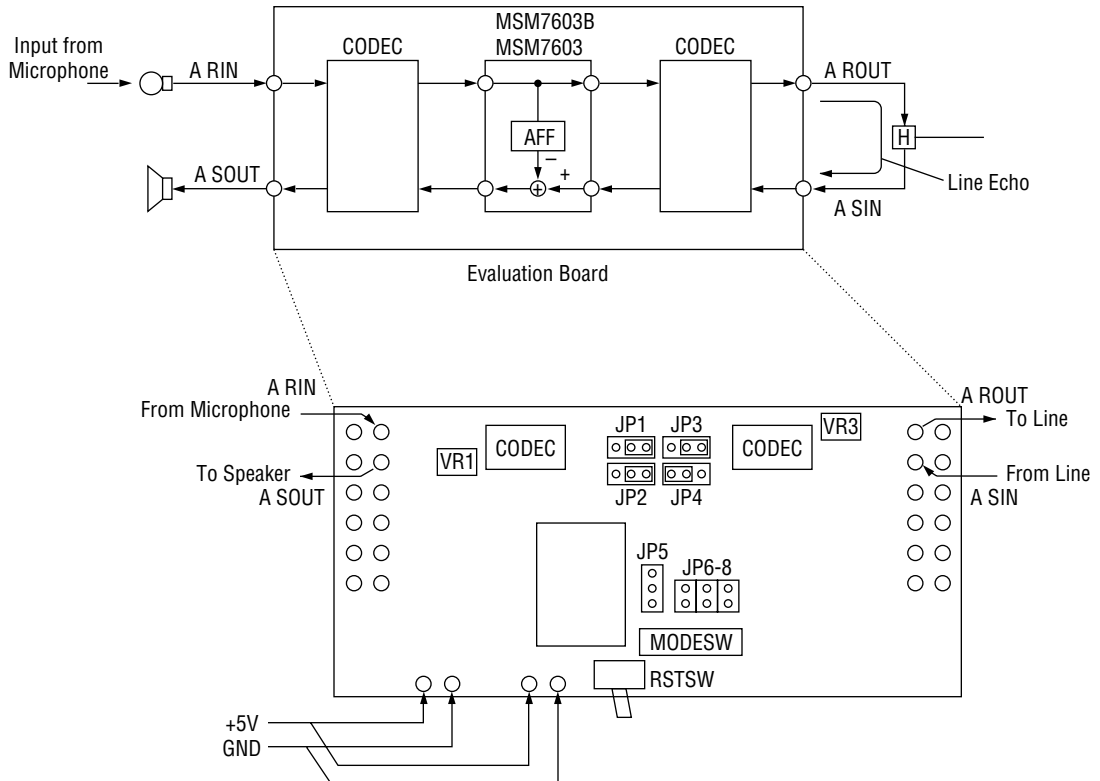 MSM7603B
MSM7603
CODEC
CODEC
Input from
Microphone
A RIN
A ROUT
AFF
–
+
+
H
A SOUT
Line Echo
A SIN
Evaluation Board
A RIN
From Microphone
A ROUT
To Line
VR3
JP1
JP3
CODEC
CODEC
VR1
To Speaker
A SOUT
From Line
A SIN
JP2
JP4
JP5
JP6-8
MODESW
RSTSW
+5V
GND